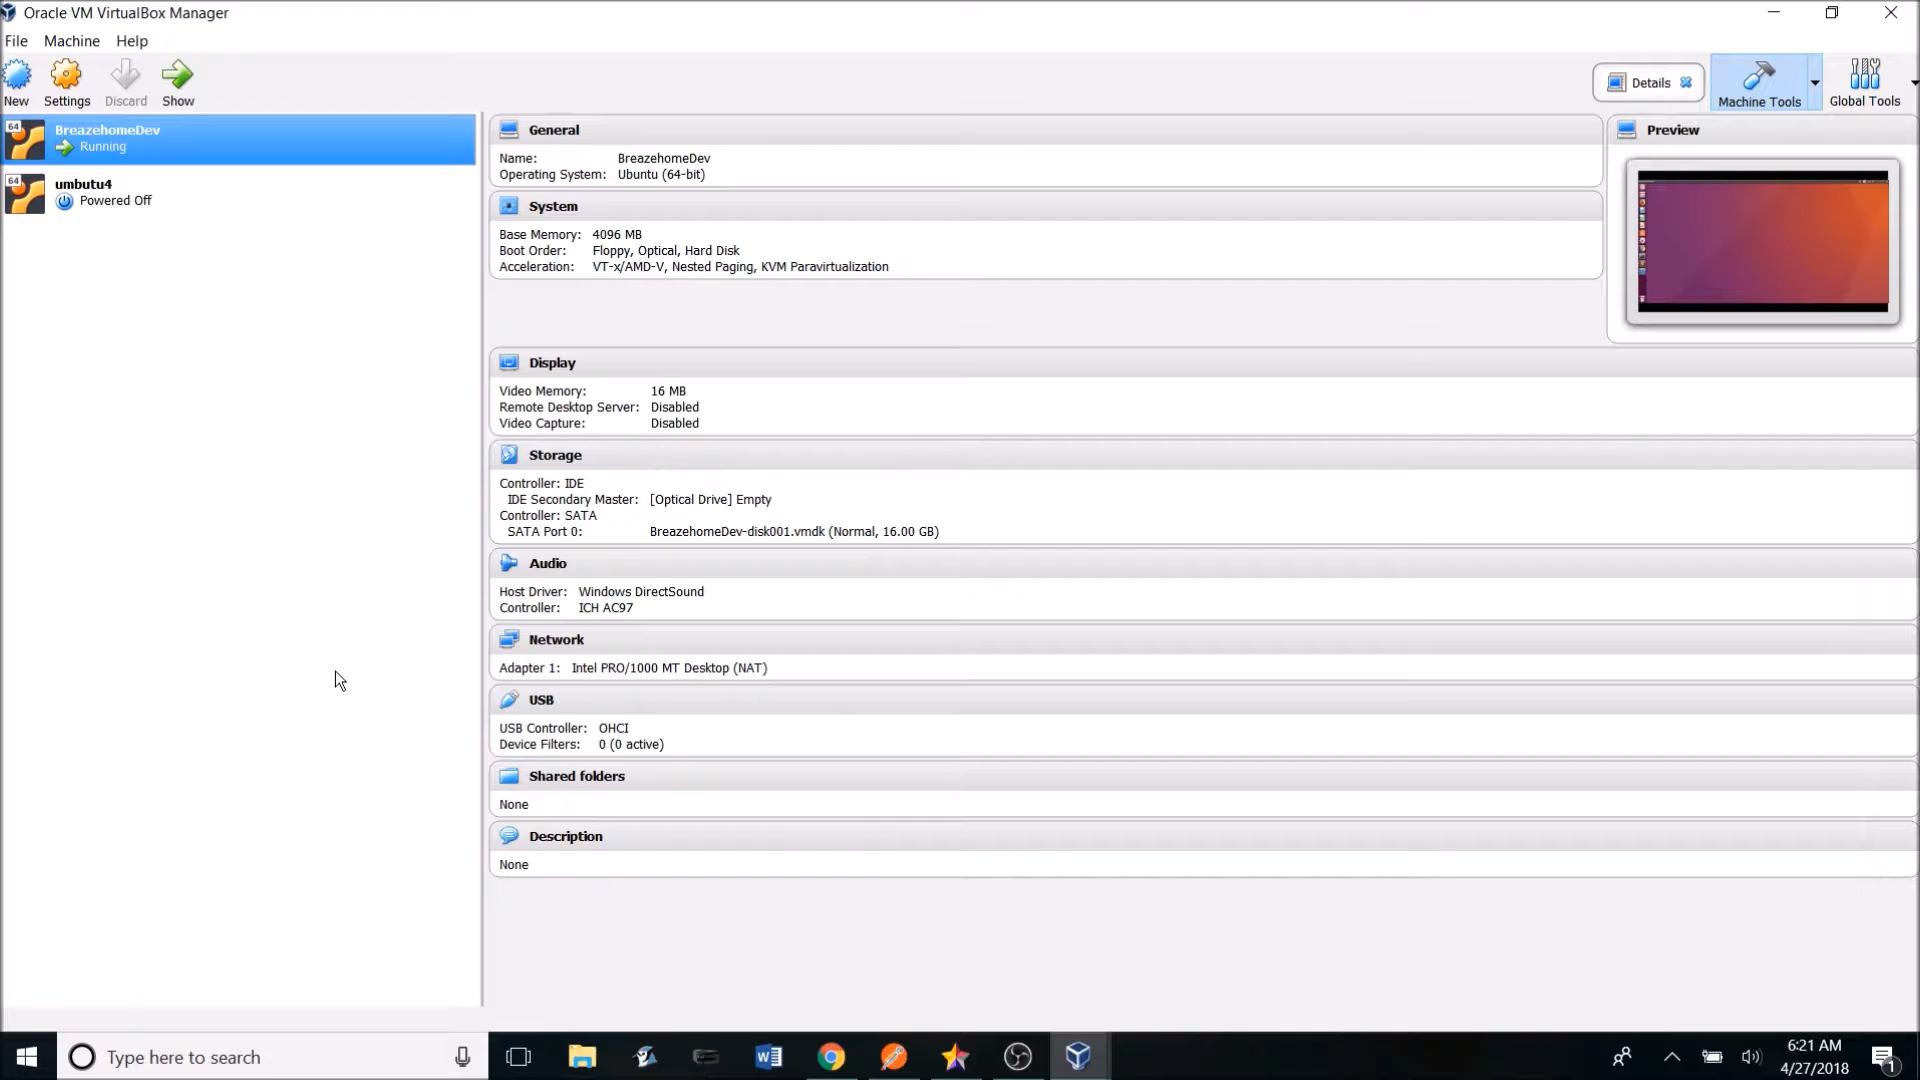 Oracle VM VirtualBox Manager
File Machine Help
New Settings Discard Show
Details
Machine Tools
Global Tools
64
BreazehomeDev
Running
64
umbutu4
Powered Off
General
Name: BreazehomeDev
Operating System: Ubuntu (64-bit)
System
Base Memory: 4096 MB
Boot Order: Floppy, Optical, Hard Disk
Acceleration: VT-x/AMD-V, Nested Paging, KVM Paravirtualization
Preview
Display
Video Memory: 16 MB
Remote Desktop Server: Disabled
Video Capture: Disabled
Storage
Controller: IDE
IDE Secondary Master: [Optical Drive] Empty
Controller: SATA
SATA Port 0: BreazehomeDev-disk001.vmdk (Normal, 16.00 GB)
Audio
Host Driver: Windows DirectSound
Controller: ICH AC97
Network
Adapter 1: Intel PRO/1000 MT Desktop (NAT)
USB
USB Controller: OHCI
Device Filters: 0 (0 active)
Shared folders
None
Description
None
Type here to search
6:21 AM
4/27/2018
1